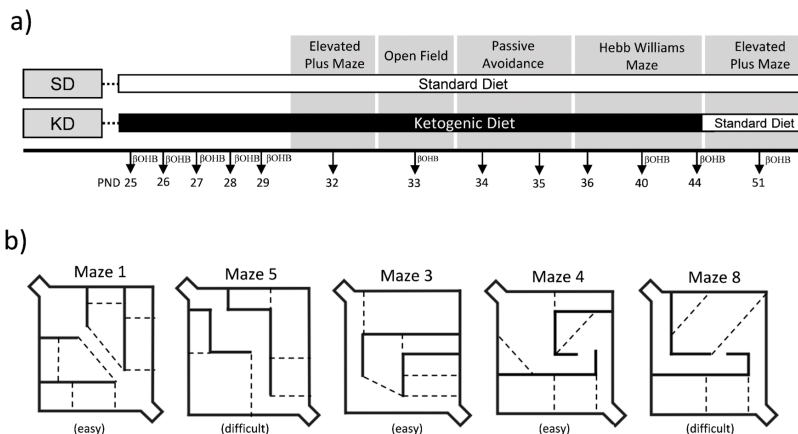 a)
Elevated
Plus Maze
Open Field
Passive
Avoidance
Hebb Williams
Maze
Elevated
Plus Maze
SD
Standard Diet
KD
Ketogenic Diet
Standard Diet
βOHB βOHB βOHB βOHB βOHB βOHB βOHB βOHB βOHB
PND 25 26 27 28 29 32 33 34 35 36 40 44 51
b)
Maze 1 Maze 5 Maze 3 Maze 4 Maze 8
(easy) (difficult) (easy) (easy) (difficult)